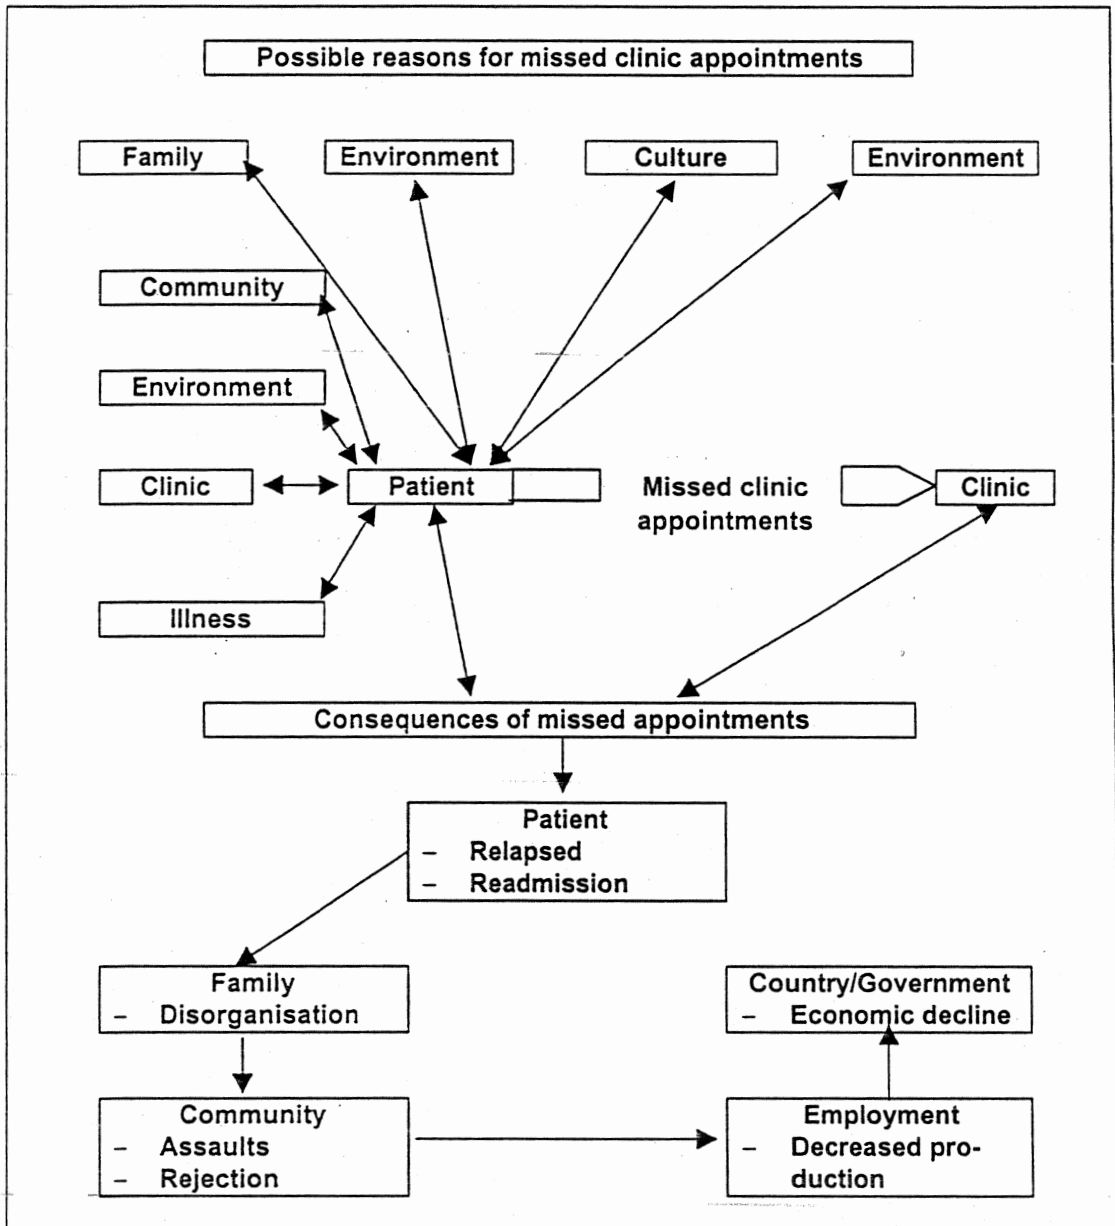 Possible reasons for missed clinic appointments
Family
Environment
Culture
Environment
Community
Environment
Clinic
Patient
Missed clinic
appointments
Clinic
Illness
Consequences of missed appointments
Patient
– Relapsed
– Readmission
Family
– Disorganisation
Country/Government
– Economic decline
Community
– Assaults
– Rejection
Employment
– Decreased pro-
duction